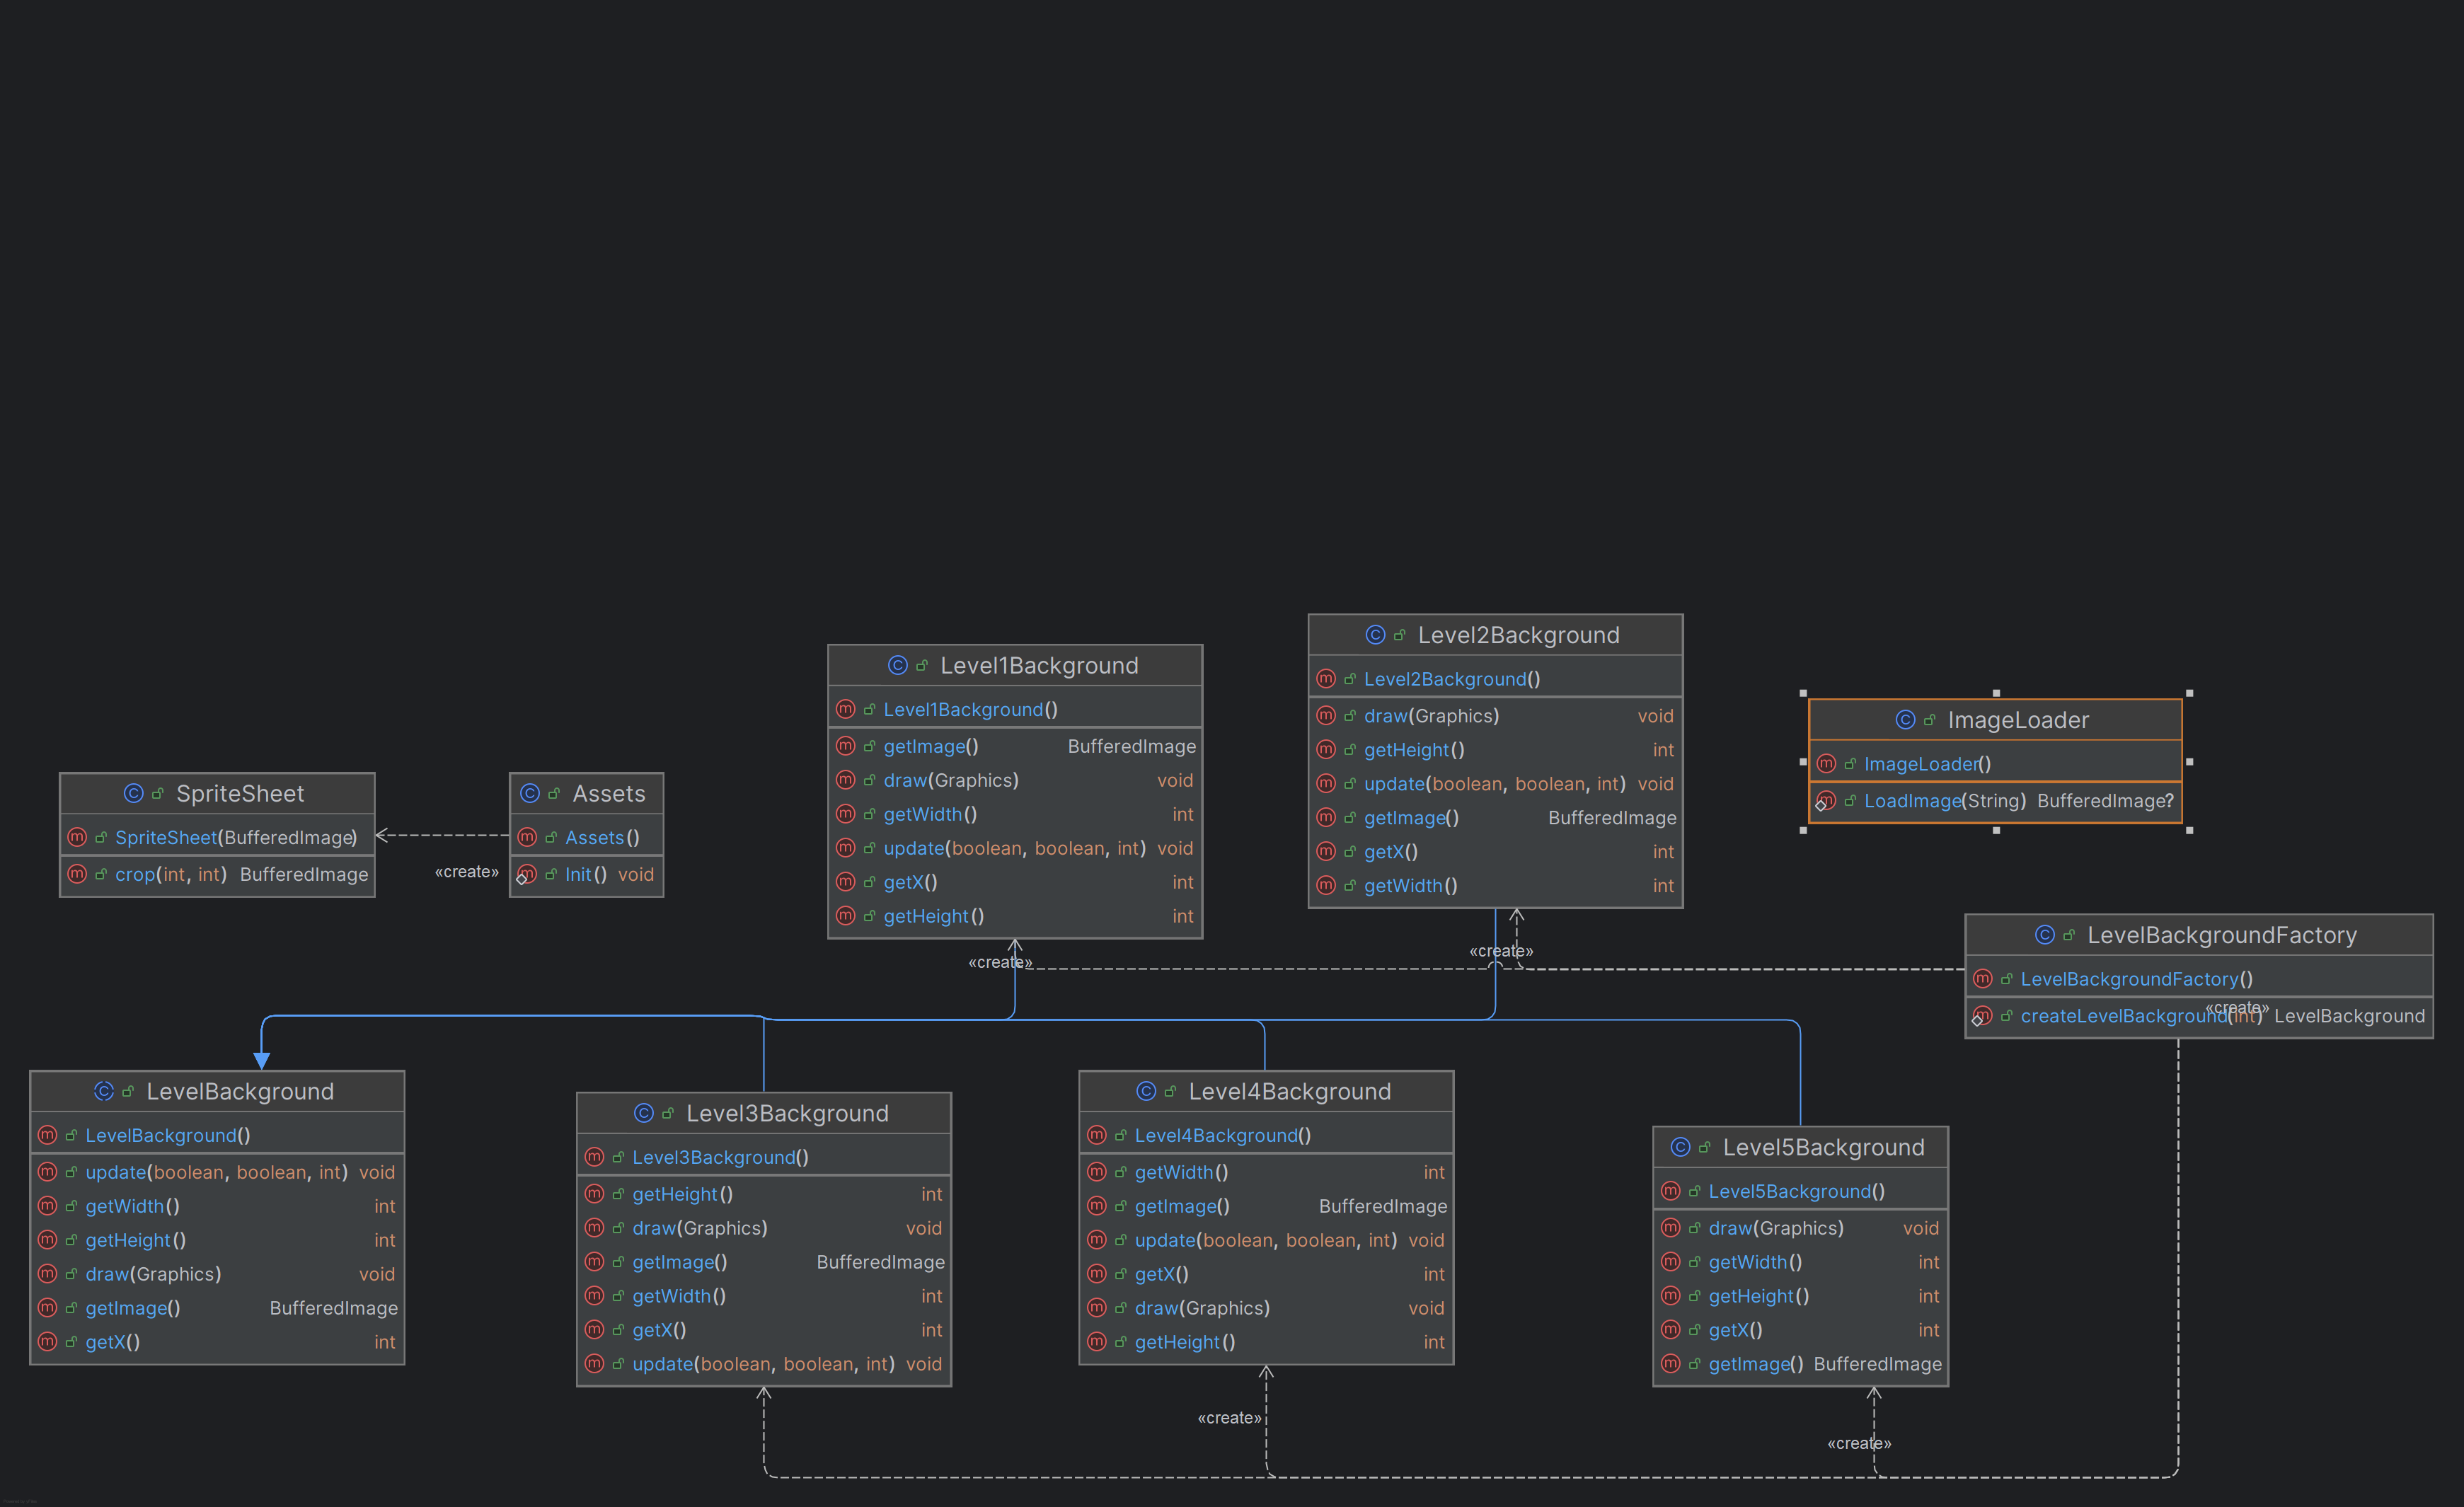 Level2Background
Level2Background()
draw(Graphics) void
getHeight() int
update(boolean, boolean, int) void
getImage() BufferedImage
getX() int
getWidth() int
Level1Background
Level1Background()
getImage() BufferedImage
draw(Graphics) void
getWidth() int
update(boolean, boolean, int) void
getX() int
getHeight() int
ImageLoader
ImageLoader()
LoadImage(String) BufferedImage?
SpriteSheet
SpriteSheet(BufferedImage)
crop(int, int) BufferedImage
«create»
Assets
Assets()
Init() void
«create»
«create»
LevelBackgroundFactory
LevelBackgroundFactory()
«create»
createLevelBackground(int) LevelBackground
LevelBackground
LevelBackground()
update(boolean, boolean, int) void
getWidth() int
getHeight() int
draw(Graphics) void
getImage() BufferedImage
getX() int
Level3Background
Level3Background()
getHeight() int
draw(Graphics) void
getImage() BufferedImage
getWidth() int
getX() int
update(boolean, boolean, int) void
Level4Background
Level4Background()
getWidth() int
getImage() BufferedImage
update(boolean, boolean, int) void
getX() int
draw(Graphics) void
getHeight() int
Level5Background
Level5Background()
draw(Graphics) void
getWidth() int
getHeight() int
getX() int
getImage() BufferedImage
«create»
«create»